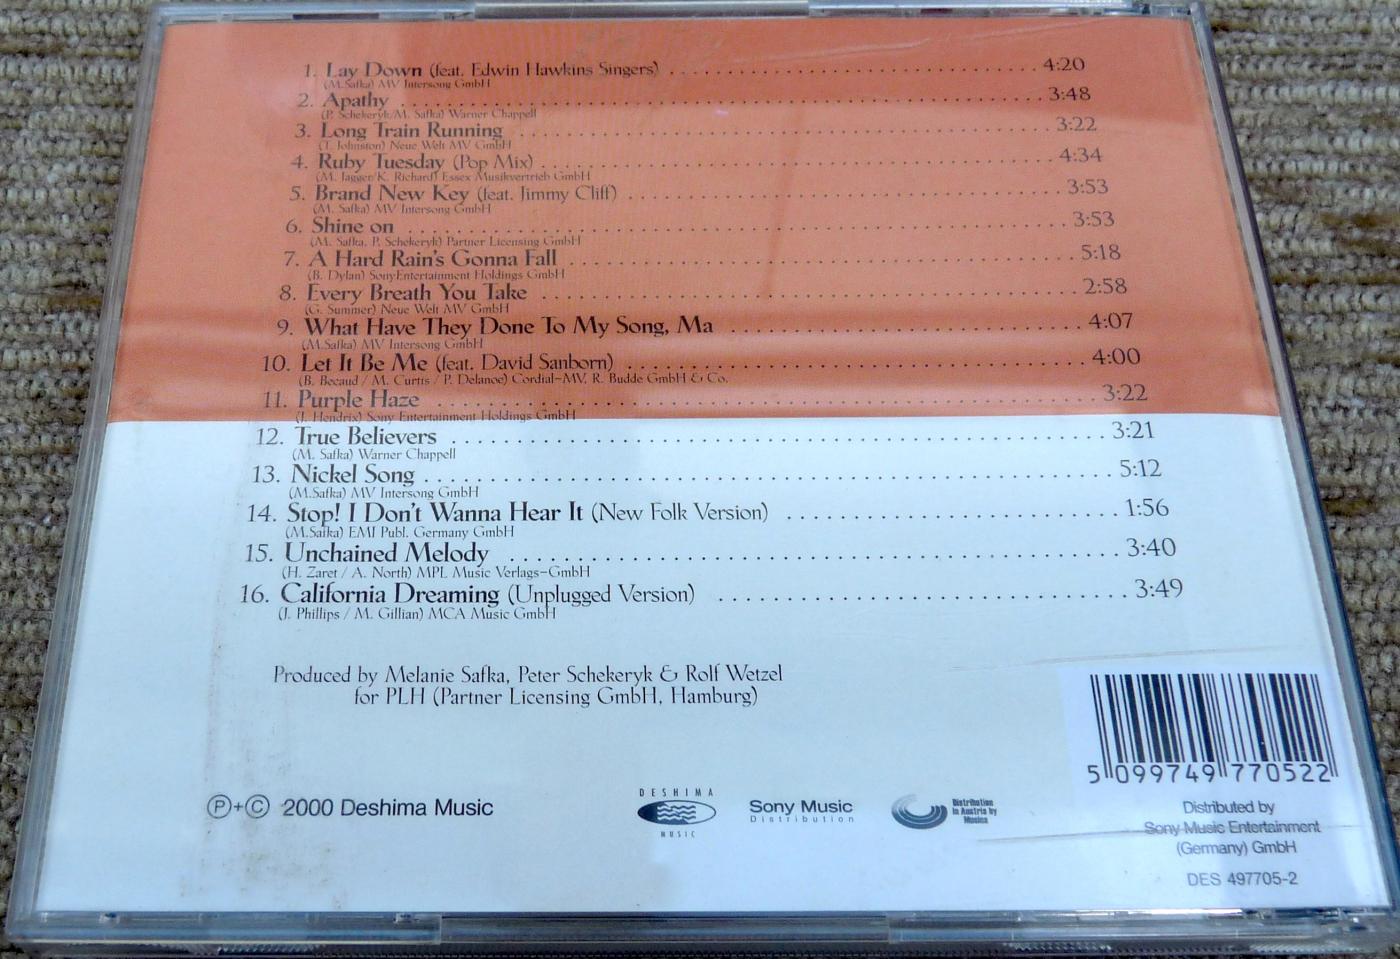 1. Lay Down (feat. Edwin Hawkins Singers) 4:20
(M.Safka) MV Intersong GmbH
2. Apathy 3:48
(P. Schekeryk/M. Safka) Warner Chappell
3. Long Train Running 3:22
(T. Johnston) Neue Welt MV GmbH
4. Ruby Tuesday (Pop Mix) 4:34
(M. Jagger/K. Richard) Essex Musikvertrieb GmbH
5. Brand New Key (feat. Jimmy Cliff) 3:53
(M. Safka) MV Intersong GmbH
6. Shine on 3:53
(M. Safka, P. Schekeryk) Partner Licensing GmbH
7. A Hard Rain's Gonna Fall 5:18
(B. Dylan) SonyEntertainment Holdings GmbH
8. Every Breath You Take 2:58
(G. Summer) Neue Welt MV GmbH
9. What Have They Done To My Song, Ma 4:07
(M.Safka) MV Intersong GmbH
10. Let It Be Me (feat. David Sanborn) 4:00
(B. Becaud / M. Curtis / P. Delanoe) Cordial-MV, R. Budde GmbH & Co.
11. Purple Haze 3:22
(J. Hendrix) Sony Entertainment Holdings GmbH
12. True Believers 3:21
(M. Safka) Warner Chappell
13. Nickel Song 5:12
(M.Safka) MV Intersong GmbH
14. Stop! I Don't Wanna Hear It (New Folk Version) 1:56
(M.Safka) EMI Publ. Germany GmbH
15. Unchained Melody 3:40
(H. Zaret / A. North) MPL Music Verlags-GmbH
16. California Dreaming (Unplugged Version) 3:49
(J. Phillips / M. Gillian) MCA Music GmbH
Produced by Melanie Safka, Peter Schekeryk & Rolf Wetzel
for PLH (Partner Licensing GmbH, Hamburg)
5 099749 770522
℗+© 2000 Deshima Music
DESHIMA
MUSIC
Sony Music
Distribution
Distribution
in Austria by
Musica
Distributed by
Sony Music Entertainment
(Germany) GmbH
DES 497705-2